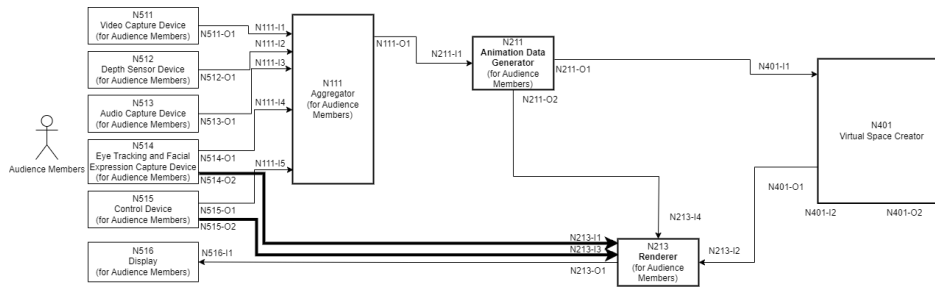 N511
Video Capture Device
(for Audience Members)
N511-O1
N111-I1
N111-I2
N512
Depth Sensor Device
(for Audience Members)
N512-O1
N111-I3
N513
Audio Capture Device
(for Audience Members)
N513-O1
N111-I4
N514
Eye Tracking and Facial
Expression Capture Device
(for Audience Members)
N514-O1
N514-O2
N111-I5
N515
Control Device
(for Audience Members)
N515-O1
N515-O2
N516
Display
(for Audience Members)
N516-I1
Audience Members
N111
Aggregator
(for Audience
Members)
N111-O1
N211-I1
N211
Animation Data
Generator
(for Audience
Members)
N211-O1
N211-O2
N401-I1
N401
Virtual Space Creator
N401-O1
N401-I2
N401-O2
N213-I4
N213-I1
N213-I3
N213-O1
N213
Renderer
(for Audience
Members)
N213-I2